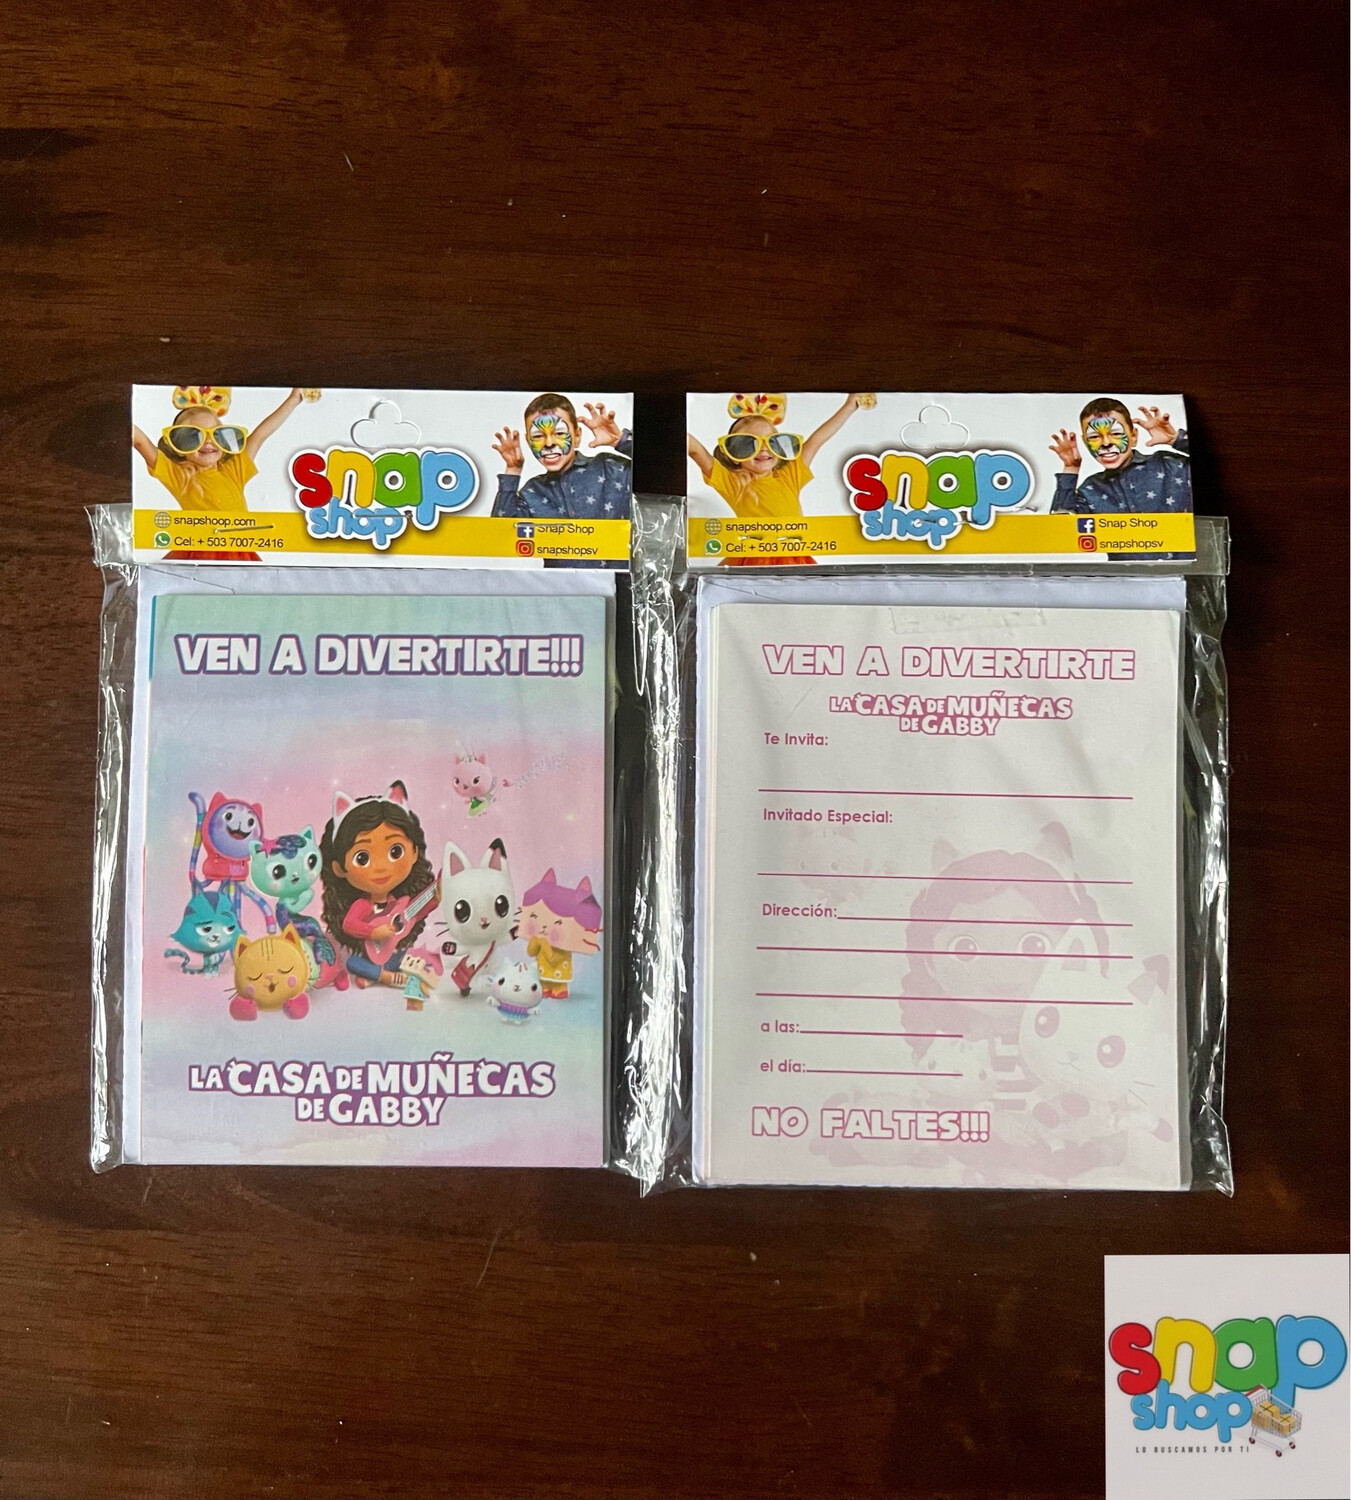 snap
shop
snapshoop.com
Cel: + 503 7007-2416
Snap Shop
snapshopsv
VEN A DIVERTIRTE!!!
LA CASA DE MUÑECAS
DE GABBY
snap
shop
snapshoop.com
Cel: + 503 7007-2416
Snap Shop
snapshopsv
VEN A DIVERTIRTE
LA CASA DE MUÑECAS
DE GABBY
Te Invita:
Invitado Especial:
Dirección:
a las:
el día:
NO FALTES!!!
snap
shop
LO BUSCAMOS POR TI